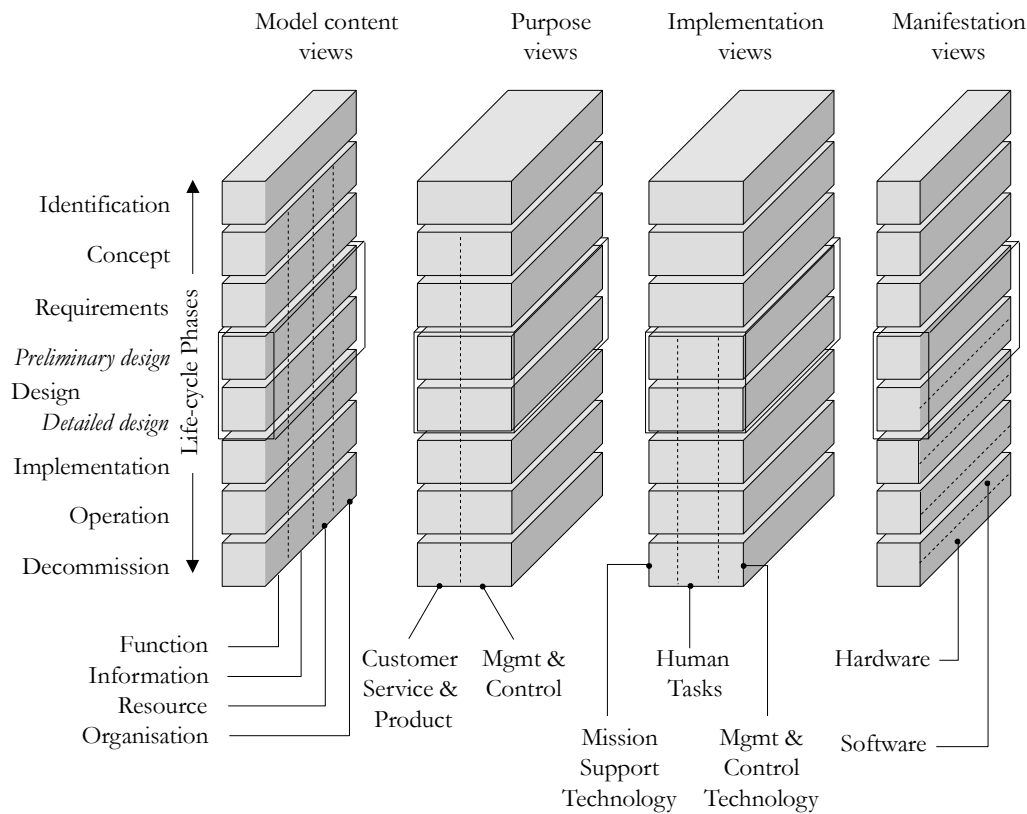 Model content
views
Purpose
views
Implementation
views
Manifestation
views
Life-cycle Phases
Identification
Concept
Requirements
Preliminary design
Design
Detailed design
Implementation
Operation
Decommission
Function
Information
Resource
Organisation
Customer
Service &
Product
Mgmt &
Control
Human
Tasks
Mission
Support
Technology
Mgmt &
Control
Technology
Hardware
Software